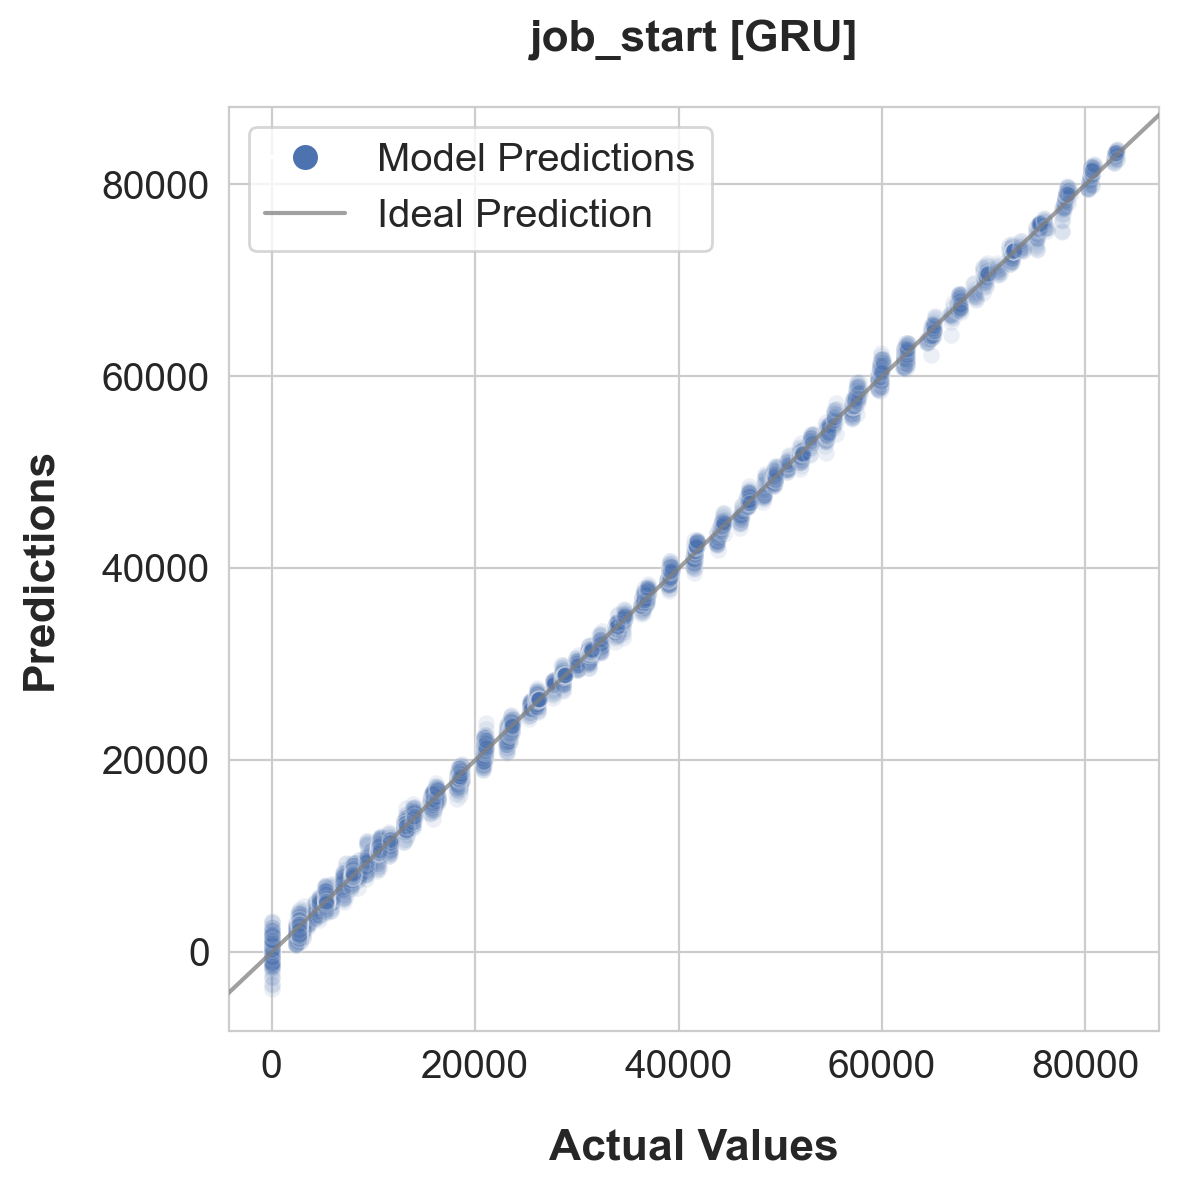 job_start [GRU]
Model Predictions
Ideal Prediction
80000
60000
40000
20000
0
Predictions
0 20000 40000 60000 80000
Actual Values